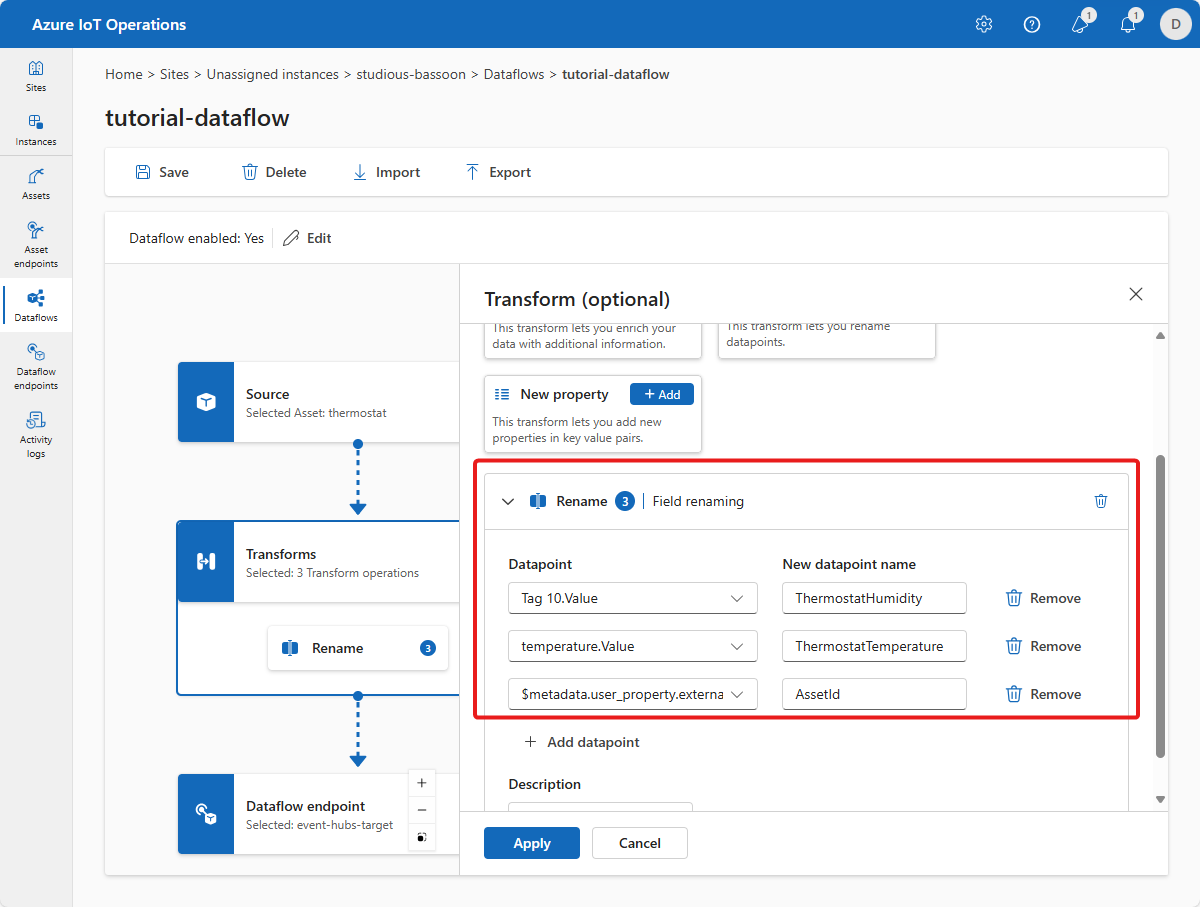 Azure IoT Operations
1
1
D
Sites
Instances
Assets
Asset
endpoints
Dataflows
Dataflow
endpoints
Activity
logs
Home > Sites > Unassigned instances > studious-bassoon > Dataflows > tutorial-dataflow
tutorial-dataflow
Save
Delete
Import
Export
Dataflow enabled: Yes
Edit
Source
Selected Asset: thermostat
Transforms
Selected: 3 Transform operations
Rename
3
Dataflow endpoint
Selected: event-hubs-target
Transform (optional)
This transform lets you enrich your
data with additional information.
This transform lets you rename
datapoints.
New property
+ Add
This transform lets you add new
properties in key value pairs.
Rename 3 | Field renaming
Datapoint
New datapoint name
Tag 10.Value
ThermostatHumidity
Remove
temperature.Value
ThermostatTemperature
Remove
$metadata.user_property.externa
AssetId
Remove
+ Add datapoint
Description
Apply
Cancel